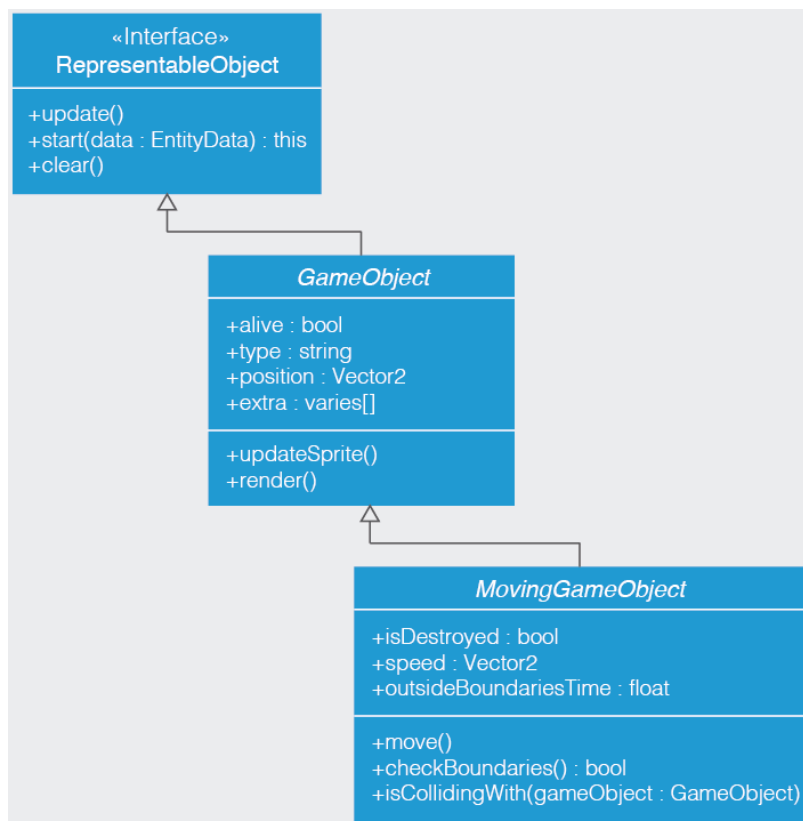 «Interface»
RepresentableObject
+update()
+start(data : EntityData) : this
+clear()
GameObject
+alive : bool
+type : string
+position : Vector2
+extra : varies[]
+updateSprite()
+render()
MovingGameObject
+isDestroyed : bool
+speed : Vector2
+outsideBoundariesTime : float
+move()
+checkBoundaries() : bool
+isCollidingWith(gameObject : GameObject)